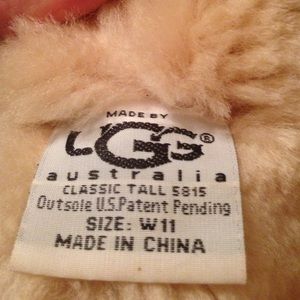 MADE BY
UGG®
australia
CLASSIC TALL 5815
Outsole U.S.Patent Pending
SIZE: W11
MADE IN CHINA